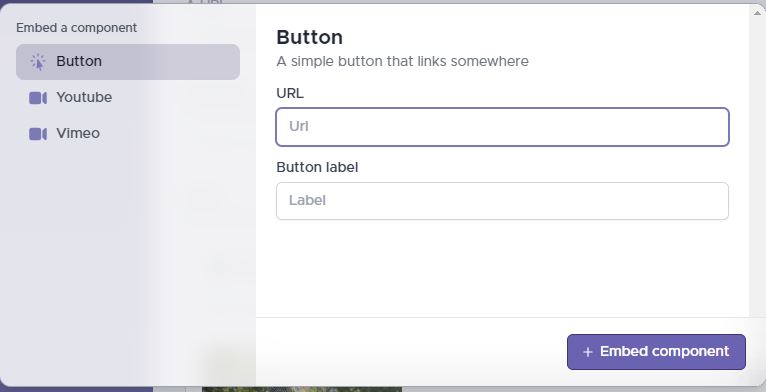 Embed a component
Button
Youtube
Vimeo
Button
A simple button that links somewhere
URL
Url
Button label
Label
+ Embed component